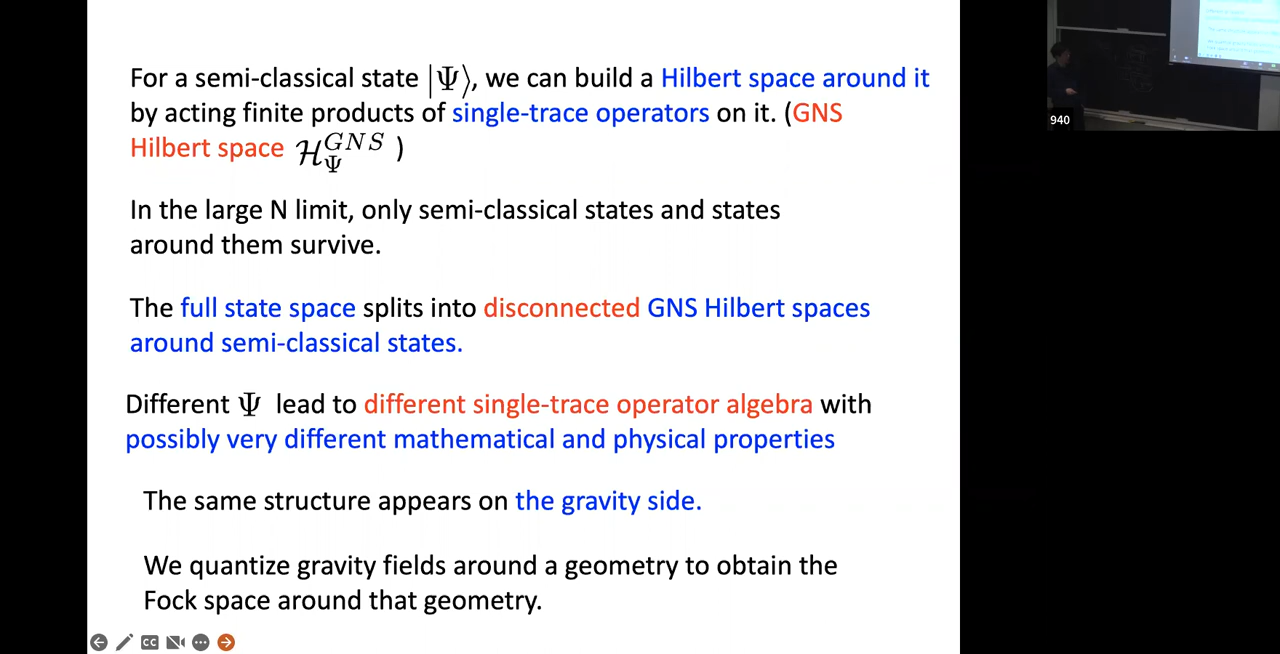 For a semi-classical state |Ψ⟩, we can build a Hilbert space around it
by acting finite products of single-trace operators on it. (GNS
Hilbert space ℋ_Ψ^{GNS} )
In the large N limit, only semi-classical states and states
around them survive.
The full state space splits into disconnected GNS Hilbert spaces
around semi-classical states.
Different Ψ lead to different single-trace operator algebra with
possibly very different mathematical and physical properties
The same structure appears on the gravity side.
We quantize gravity fields around a geometry to obtain the
Fock space around that geometry.
CC
940